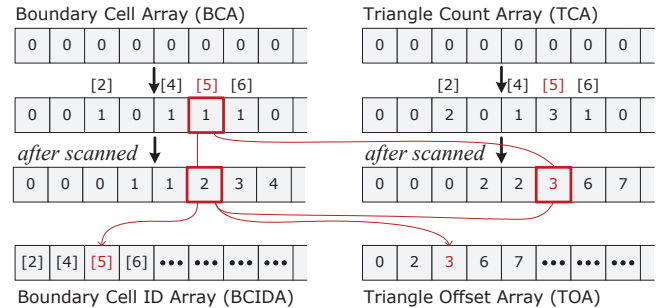 Boundary Cell Array (BCA) Triangle Count Array (TCA)
0 0 0 0 0 0 0 0 0 0 0 0 0 0 0 0
[2] [4] [5] [6] [2] [4] [5] [6]
0 0 1 0 1 1 1 0 0 0 2 0 1 3 1 0
after scanned after scanned
0 0 0 1 1 2 3 4 0 0 0 2 2 3 6 7
[2] [4] [5] [6] ••• ••• ••• ••• 0 2 3 6 7 ••• ••• •••
Boundary Cell ID Array (BCIDA) Triangle Offset Array (TOA)